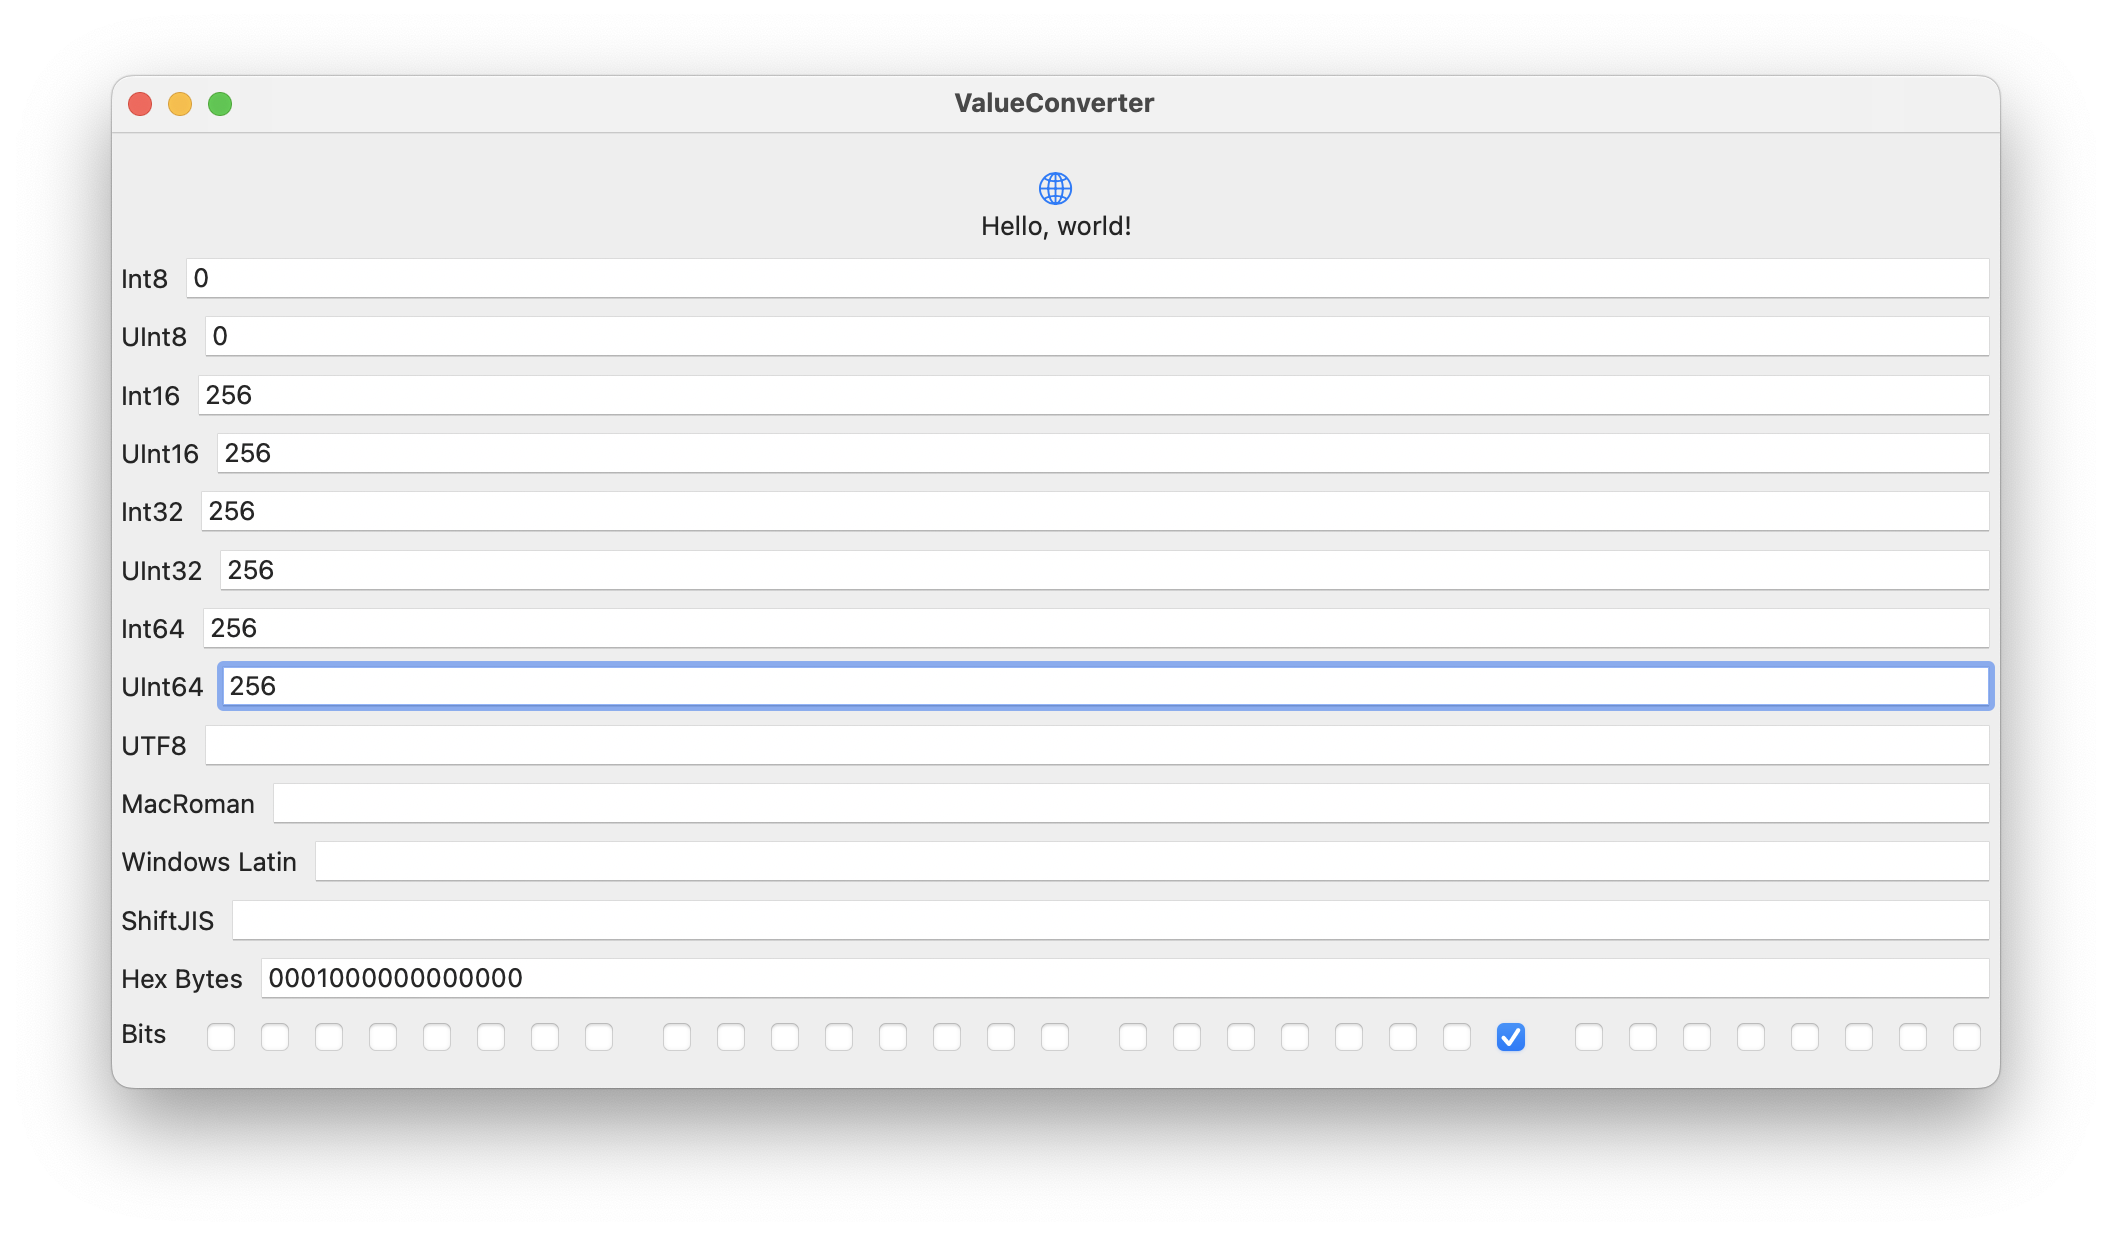 ValueConverter
Hello, world!
Int8 0
UInt8 0
Int16 256
UInt16 256
Int32 256
UInt32 256
Int64 256
UInt64 256
UTF8
MacRoman
Windows Latin
ShiftJIS
Hex Bytes 0001000000000000
Bits